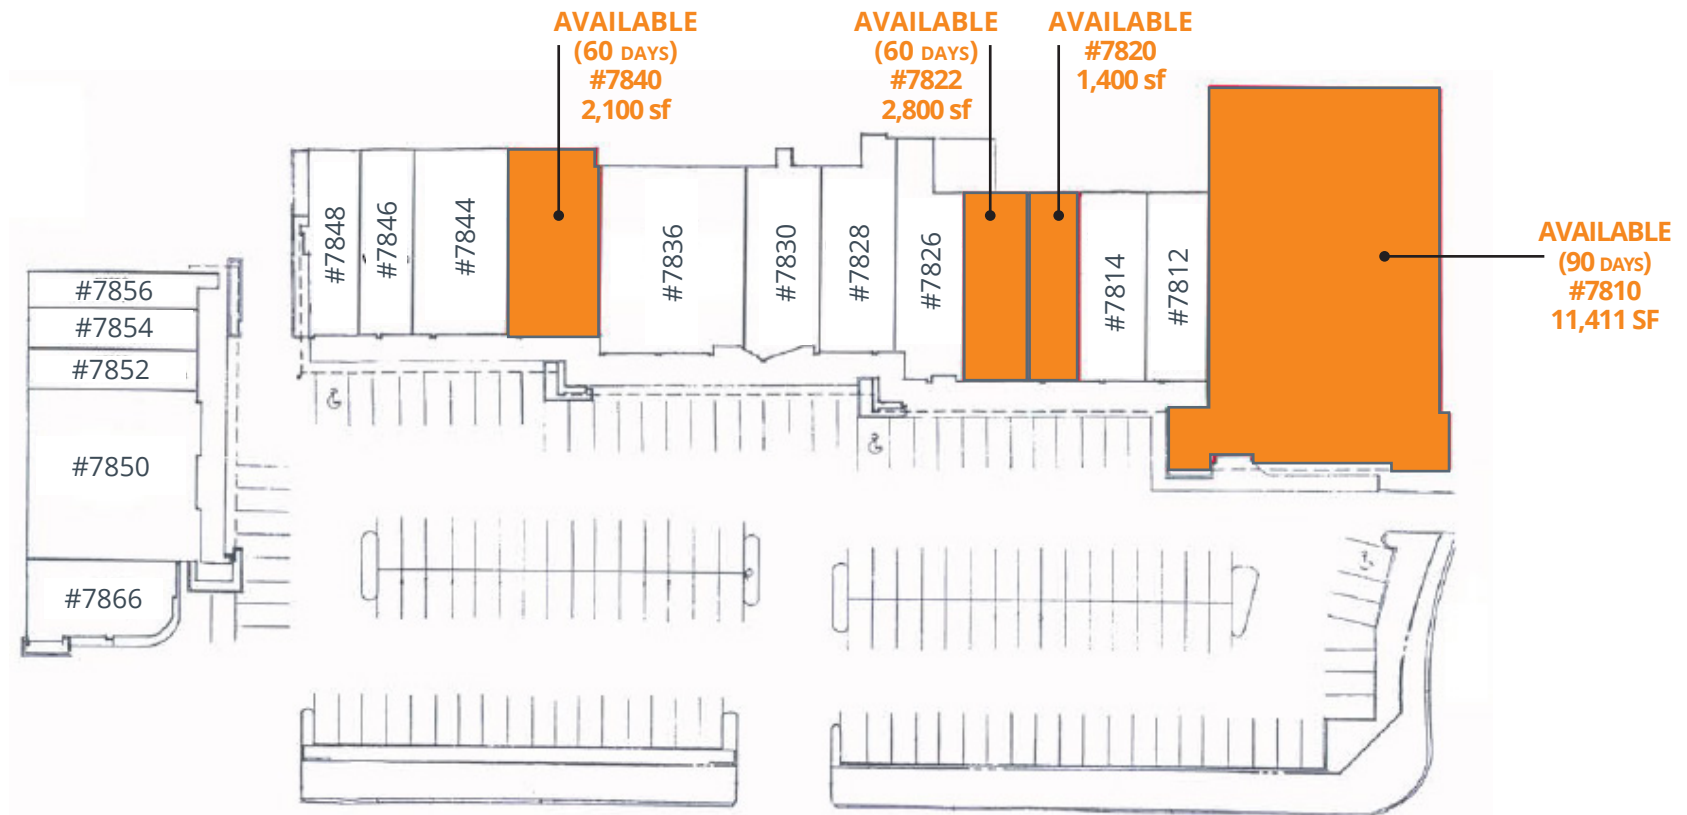 AVAILABLE
(60 DAYS)
#7840
2,100 sf
AVAILABLE
(60 DAYS)
#7822
2,800 sf
AVAILABLE
#7820
1,400 sf
AVAILABLE
(90 DAYS)
#7810
11,411 SF
#7848
#7846
#7844
#7836
#7830
#7828
#7826
#7814
#7812
#7856
#7854
#7852
#7850
#7866